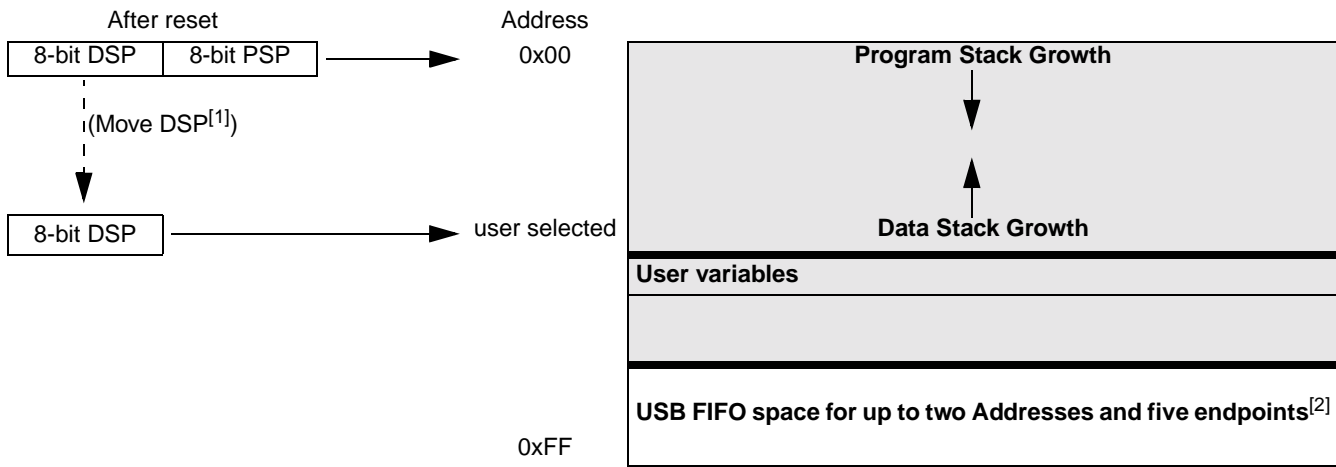 After reset
Address
8-bit DSP 8-bit PSP
0x00
Program Stack Growth
(Move DSP[1])
8-bit DSP
user selected
Data Stack Growth
User variables
USB FIFO space for up to two Addresses and five endpoints[2]
0xFF